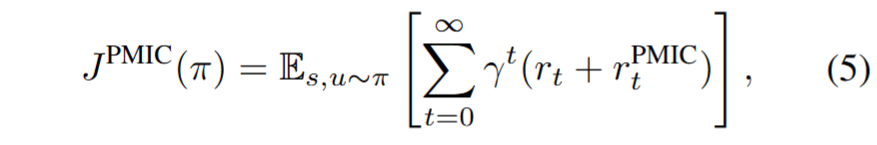 J^{PMIC}(π) = 𝔼_{s,u∼π} [ ∑_{t=0}^{∞} γ^t (r_t + r_t^{PMIC}) ] , (5)